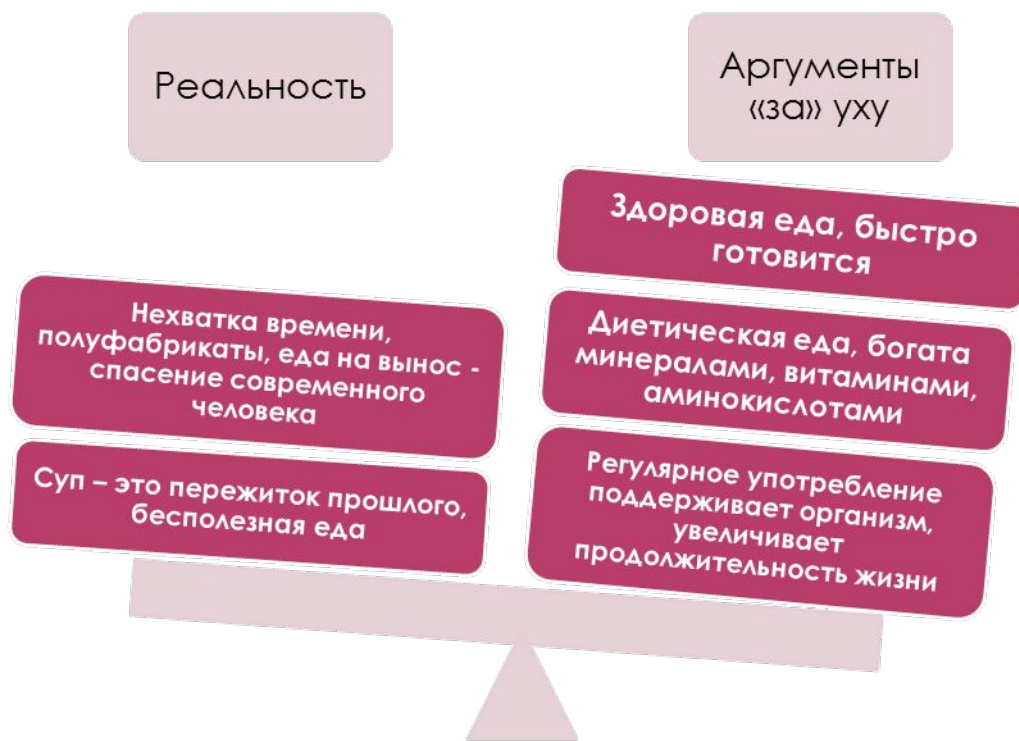 Реальность
Аргументы
«за» уху
Здоровая еда, быстро
готовится
Нехватка времени,
полуфабрикаты, еда на вынос -
спасение современного
человека
Диетическая еда, богата
минералами, витаминами,
аминокислотами
Суп – это пережиток прошлого,
бесполезная еда
Регулярное употребление
поддерживает организм,
увеличивает
продолжительность жизни